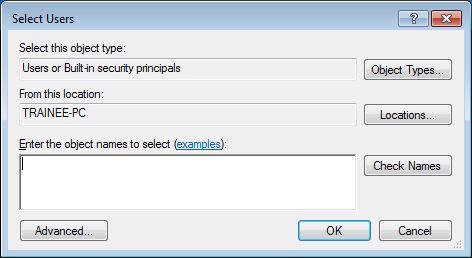 Select Users
Select this object type:
Users or Built-in security principals
Object Types...
From this location:
TRAINEE-PC
Locations...
Enter the object names to select (examples):
Check Names
Advanced...
OK
Cancel